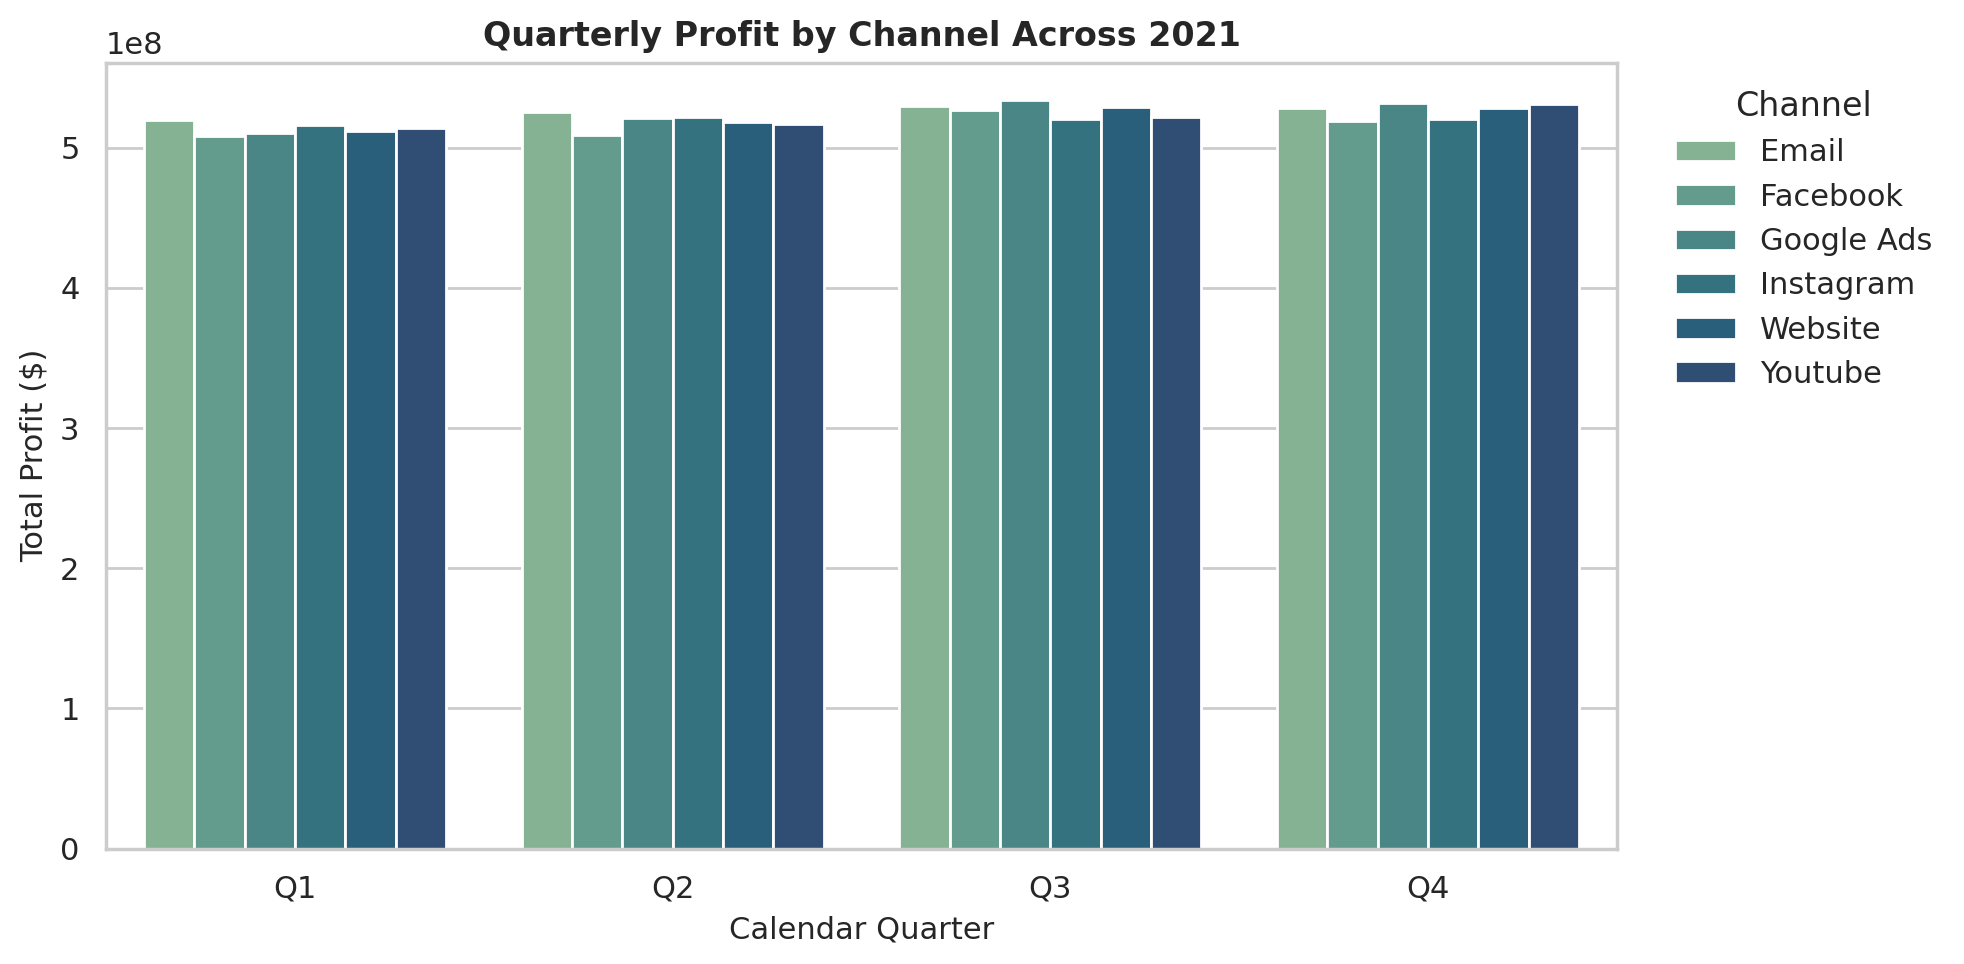 Quarterly Profit by Channel Across 2021
1e8
5
4
3
2
1
0
Total Profit ($)
Q1 Q2 Q3 Q4
Calendar Quarter
Channel
Email
Facebook
Google Ads
Instagram
Website
Youtube